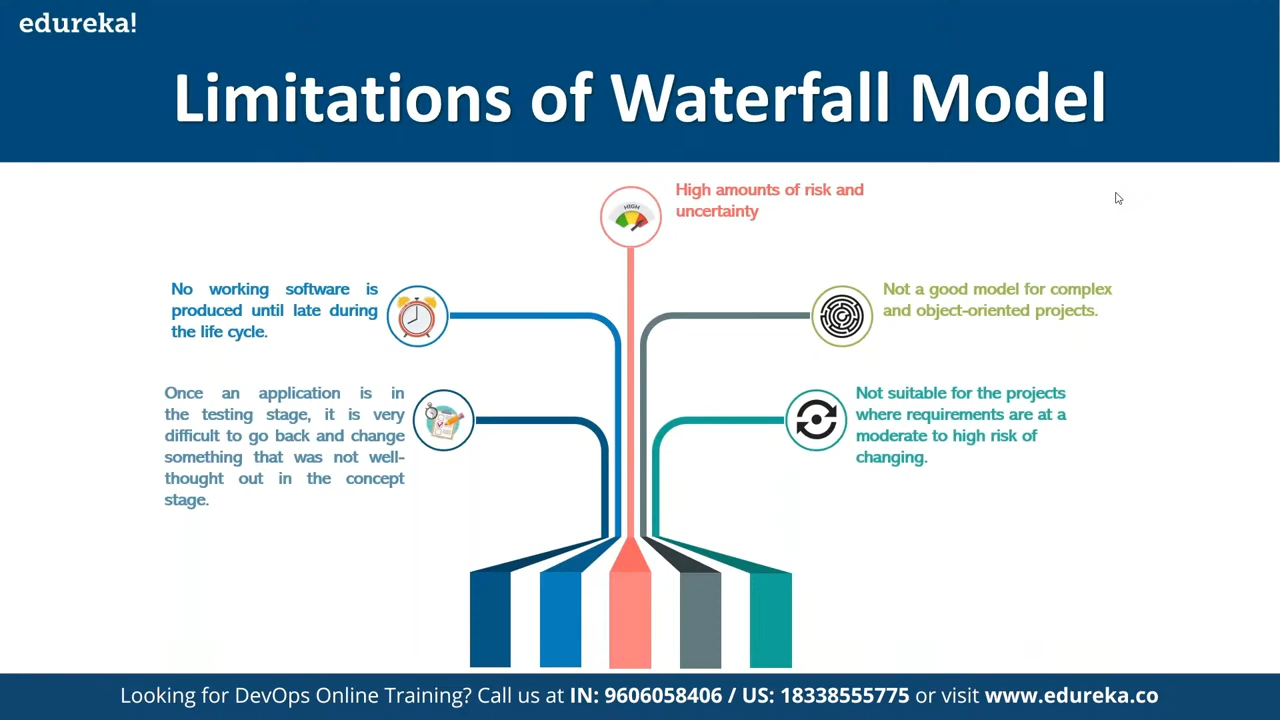 edureka!
Limitations of Waterfall Model
High amounts of risk and
uncertainty
HIGH
No working software is
produced until late during
the life cycle.
Not a good model for complex
and object-oriented projects.
Once an application is in
the testing stage, it is very
difficult to go back and change
something that was not well-
thought out in the concept
stage.
Not suitable for the projects
where requirements are at a
moderate to high risk of
changing.
Looking for DevOps Online Training? Call us at IN: 9606058406 / US: 18338555775 or visit www.edureka.co